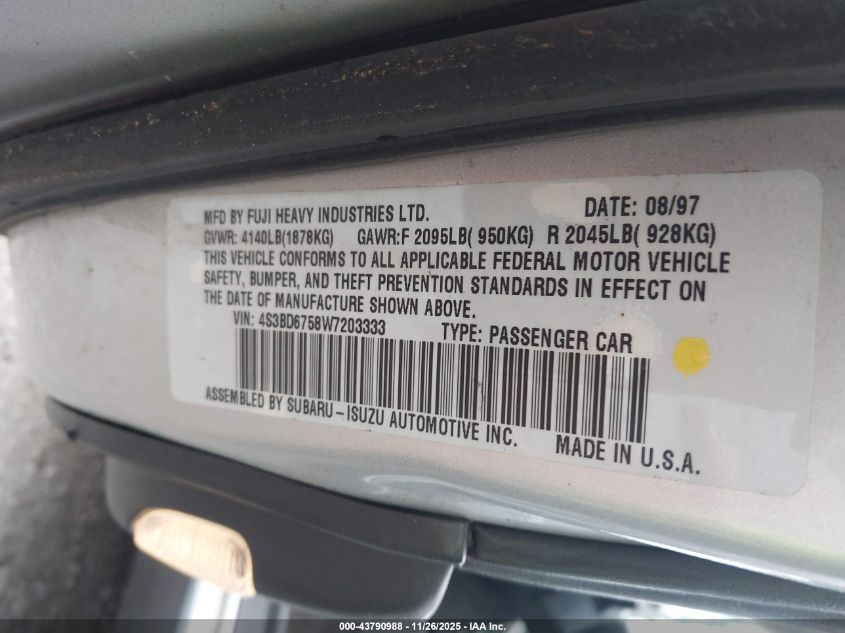 MFD BY FUJI HEAVY INDUSTRIES LTD. DATE: 08/97
GVWR: 4140LB(1878KG) GAWR:F 2095LB( 950KG) R 2045LB( 928KG)
THIS VEHICLE CONFORMS TO ALL APPLICABLE FEDERAL MOTOR VEHICLE
SAFETY, BUMPER, AND THEFT PREVENTION STANDARDS IN EFFECT ON
THE DATE OF MANUFACTURE SHOWN ABOVE.
VIN: 4S3BD6758W7203333 TYPE: PASSENGER CAR
ASSEMBLED BY SUBARU-ISUZU AUTOMOTIVE INC. MADE IN U.S.A.
000-43790988 - 11/26/2025 - IAA Inc.